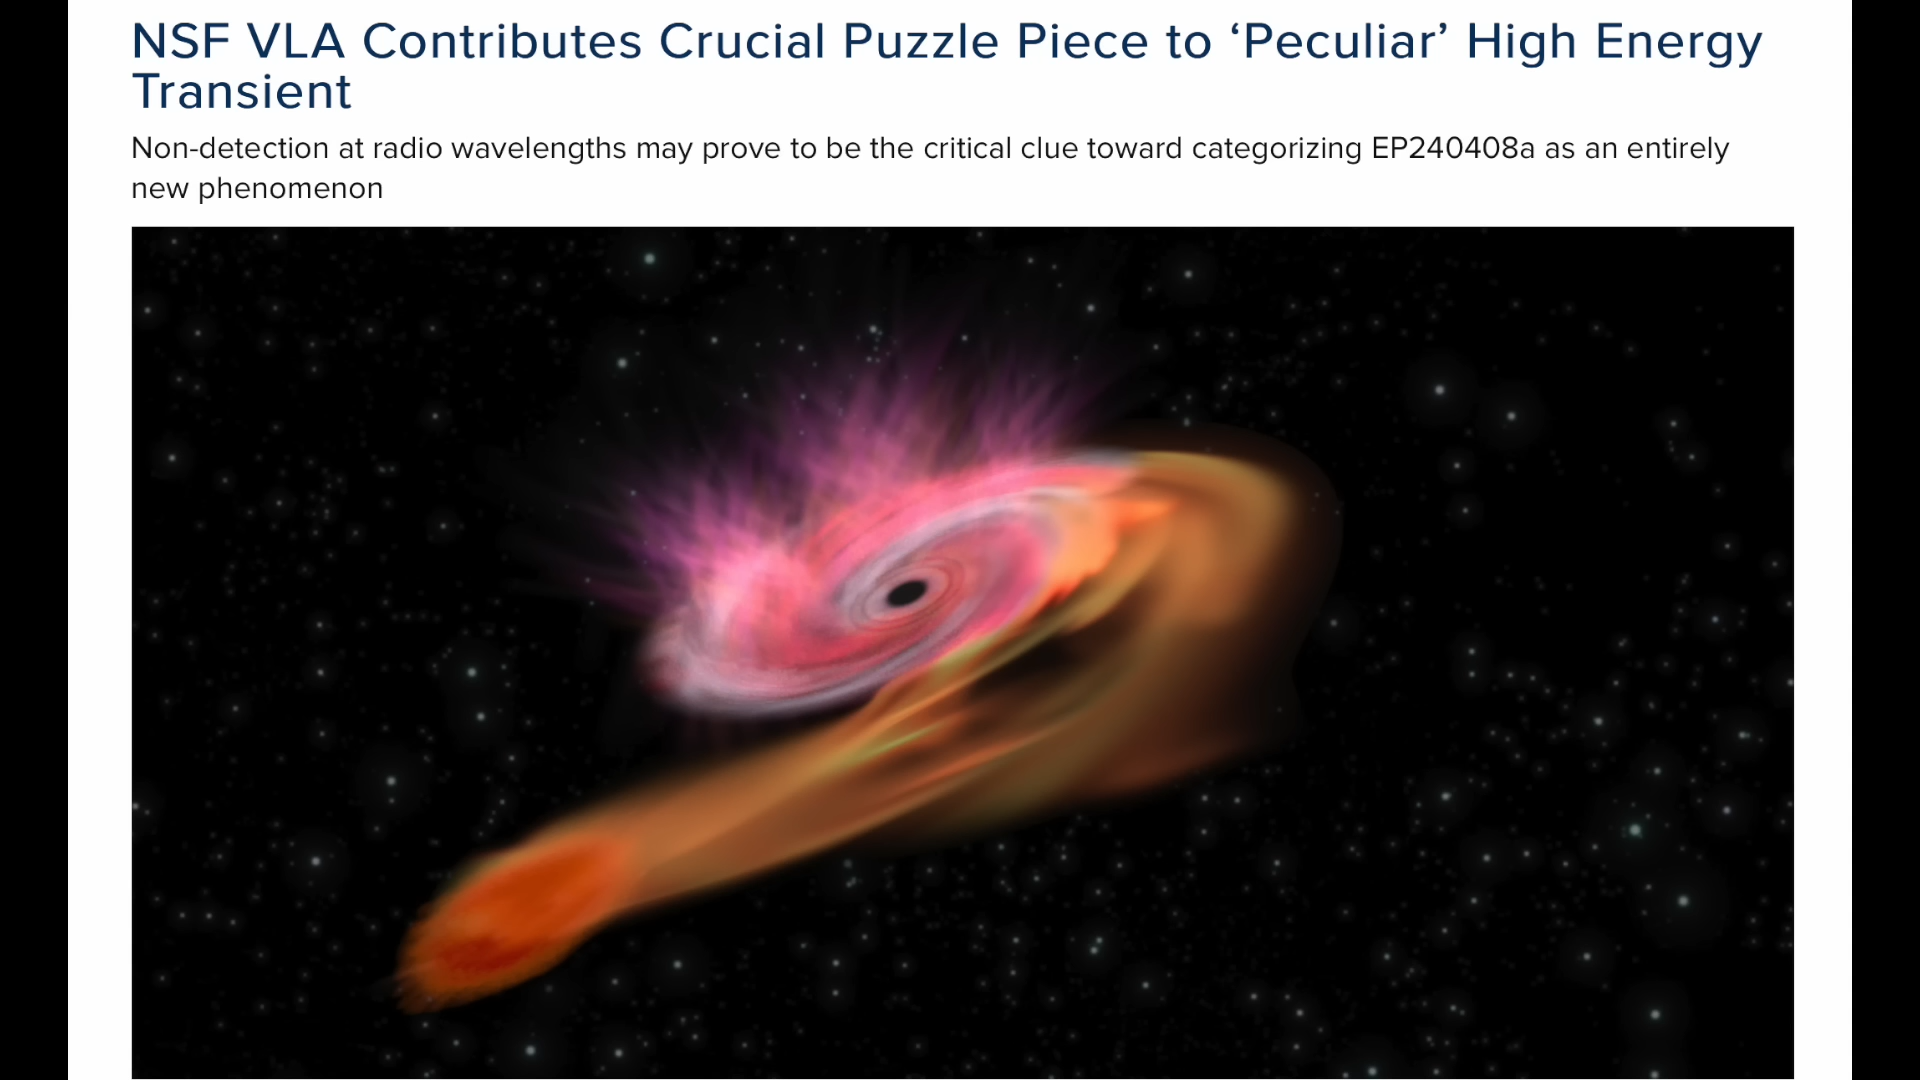 NSF VLA Contributes Crucial Puzzle Piece to ‘Peculiar’ High Energy
Transient
Non-detection at radio wavelengths may prove to be the critical clue toward categorizing EP240408a as an entirely
new phenomenon